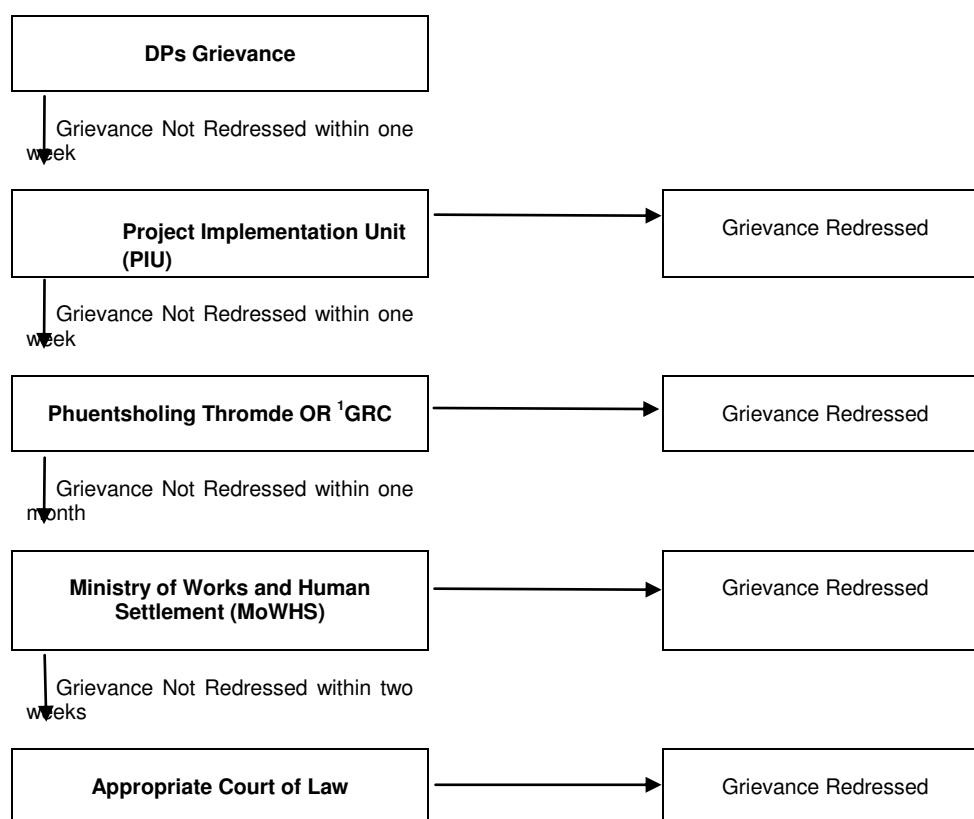 DPs Grievance
Grievance Not Redressed within one
week
Project Implementation Unit
(PIU)
Grievance Redressed
Grievance Not Redressed within one
week
Phuentsholing Thromde OR ¹GRC
Grievance Redressed
Grievance Not Redressed within one
month
Ministry of Works and Human
Settlement (MoWHS)
Grievance Redressed
Grievance Not Redressed within two
weeks
Appropriate Court of Law
Grievance Redressed